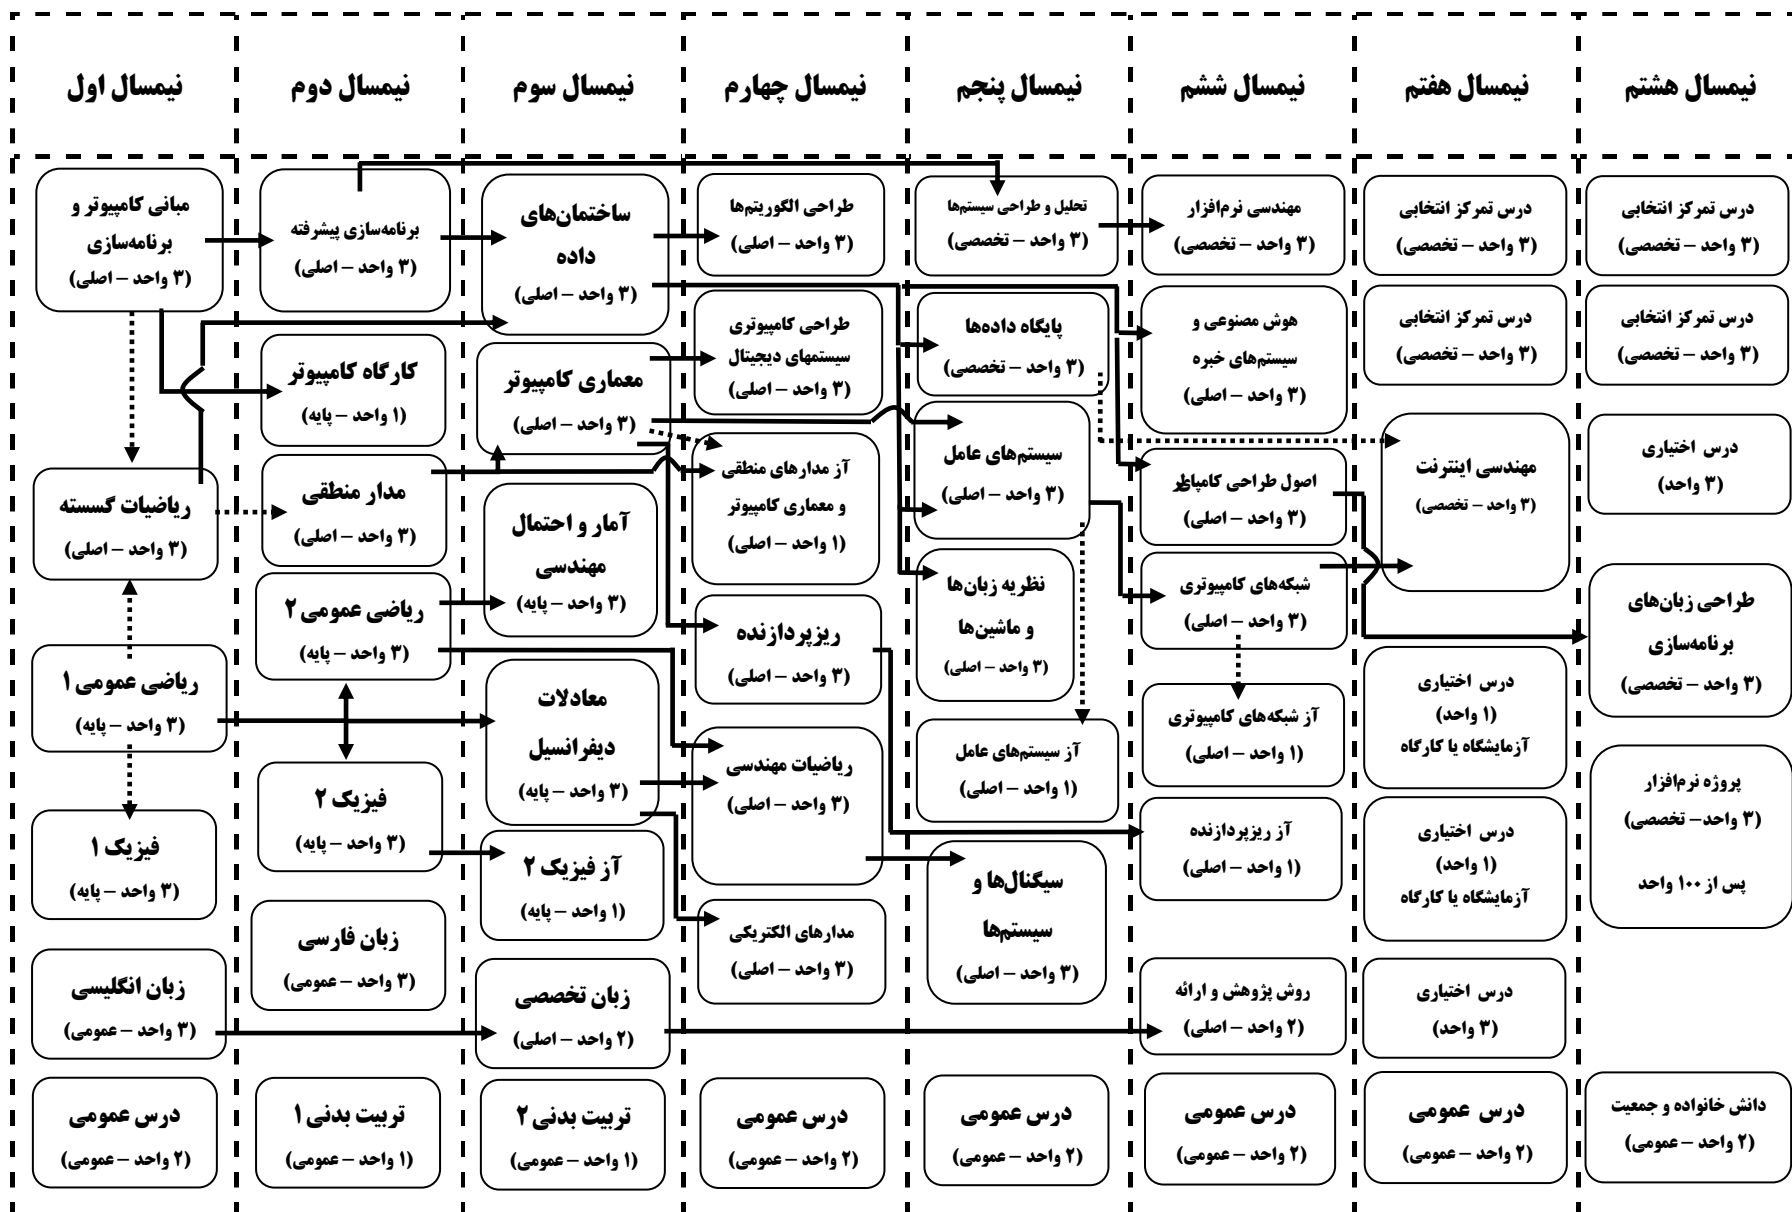 نیمسال اول
نیمسال دوم
نیمسال سوم
نیمسال چهارم
نیمسال پنجم
نیمسال ششم
نیمسال هفتم
نیمسال هشتم
مبانی کامپیوتر و
برنامه‌سازی
(۳ واحد – اصلی)
ریاضیات گسسته
(۳ واحد – اصلی)
ریاضی عمومی ۱
(۳ واحد – پایه)
فیزیک ۱
(۳ واحد – پایه)
زبان انگلیسی
(۳ واحد – عمومی)
درس عمومی
(۲ واحد – عمومی)
برنامه‌سازی پیشرفته
(۳ واحد – اصلی)
کارگاه کامپیوتر
(۱ واحد – پایه)
مدار منطقی
(۳ واحد – اصلی)
ریاضی عمومی ۲
(۳ واحد – پایه)
فیزیک ۲
(۳ واحد – پایه)
زبان فارسی
(۳ واحد – عمومی)
تربیت بدنی ۱
(۱ واحد – عمومی)
ساختمان‌های
داده
(۳ واحد – اصلی)
معماری کامپیوتر
(۳ واحد – اصلی)
آمار و احتمال
مهندسی
(۳ واحد – پایه)
معادلات
دیفرانسیل
(۳ واحد – پایه)
آز فیزیک ۲
(۱ واحد – پایه)
زبان تخصصی
(۲ واحد – اصلی)
تربیت بدنی ۲
(۱ واحد – عمومی)
طراحی الگوریتم‌ها
(۳ واحد – اصلی)
طراحی کامپیوتری
سیستمهای دیجیتال
(۳ واحد – اصلی)
آز مدارهای منطقی
و معماری کامپیوتر
(۱ واحد – اصلی)
ریزپردازنده
(۳ واحد – اصلی)
ریاضیات مهندسی
(۳ واحد – اصلی)
مدارهای الکتریکی
(۳ واحد – اصلی)
درس عمومی
(۲ واحد – عمومی)
تحلیل و طراحی سیستم‌ها
(۳ واحد – تخصصی)
پایگاه داده‌ها
(۳ واحد – تخصصی)
سیستم‌های عامل
(۳ واحد – اصلی)
نظریه زبان‌ها
و ماشین‌ها
(۳ واحد – اصلی)
آز سیستم‌های عامل
(۱ واحد – اصلی)
سیگنال‌ها و
سیستم‌ها
(۳ واحد – اصلی)
درس عمومی
(۲ واحد – عمومی)
مهندسی نرم‌افزار
(۳ واحد – تخصصی)
هوش مصنوعی و
سیستم‌های خبره
(۳ واحد – اصلی)
اصول طراحی کامپایلر
(۳ واحد – اصلی)
شبکه‌های کامپیوتری
(۳ واحد – اصلی)
آز شبکه‌های کامپیوتری
(۱ واحد – اصلی)
آز ریزپردازنده
(۱ واحد – اصلی)
روش پژوهش و ارائه
(۲ واحد – اصلی)
درس عمومی
(۲ واحد – عمومی)
درس تمرکز انتخابی
(۳ واحد – تخصصی)
درس تمرکز انتخابی
(۳ واحد – تخصصی)
مهندسی اینترنت
(۳ واحد – تخصصی)
درس اختیاری
(۱ واحد)
آزمایشگاه یا کارگاه
درس اختیاری
(۱ واحد)
آزمایشگاه یا کارگاه
درس اختیاری
(۳ واحد)
درس عمومی
(۲ واحد – عمومی)
درس تمرکز انتخابی
(۳ واحد – تخصصی)
درس تمرکز انتخابی
(۳ واحد – تخصصی)
درس اختیاری
(۳ واحد)
طراحی زبان‌های
برنامه‌سازی
(۳ واحد – تخصصی)
پروژه نرم‌افزار
(۳ واحد– تخصصی)
پس از ۱۰۰ واحد
دانش خانواده و جمعیت
(۲ واحد – عمومی)